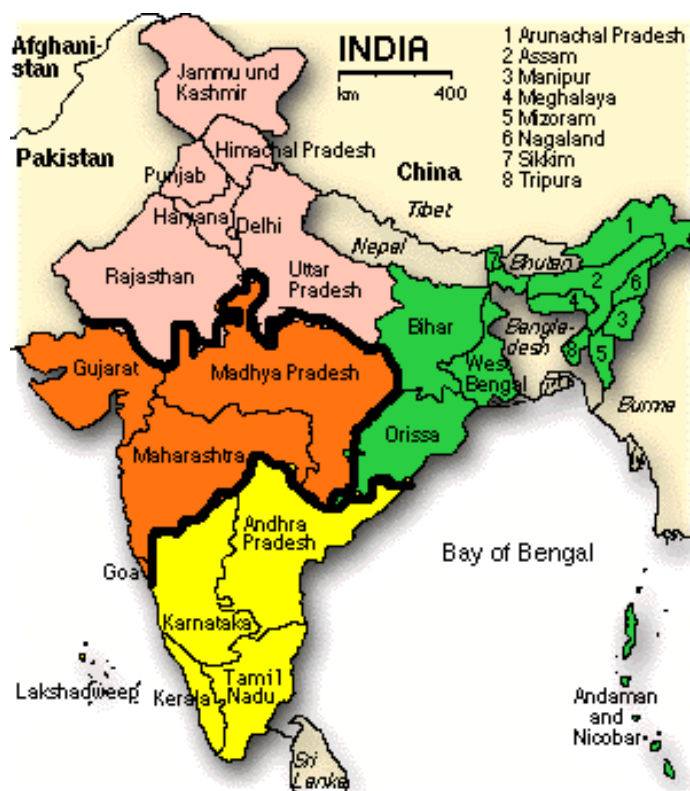 INDIA
km 400
1 Arunachal Pradesh
2 Assam
3 Manipur
4 Meghalaya
5 Mizoram
6 Nagaland
7 Sikkim
8 Tripura
Afghani-
stan
Jammu und
Kashmir
Pakistan
Himachal Pradesh
Punjab
China
Haryana
Delhi
Tibet
Nepal
Rajasthan
Uttar
Pradesh
7
Bhutan
1
2
6
4
3
Bihar
Bangla-
desh
8
5
Gujarat
Madhya Pradesh
West
Bengal
Burma
Orissa
Maharashtra
Andhra
Pradesh
Bay of Bengal
Goa
Karnataka
Lakshadweep
Kerala
Tamil
Nadu
Andaman
and
Nicobar
Sri
Lanke